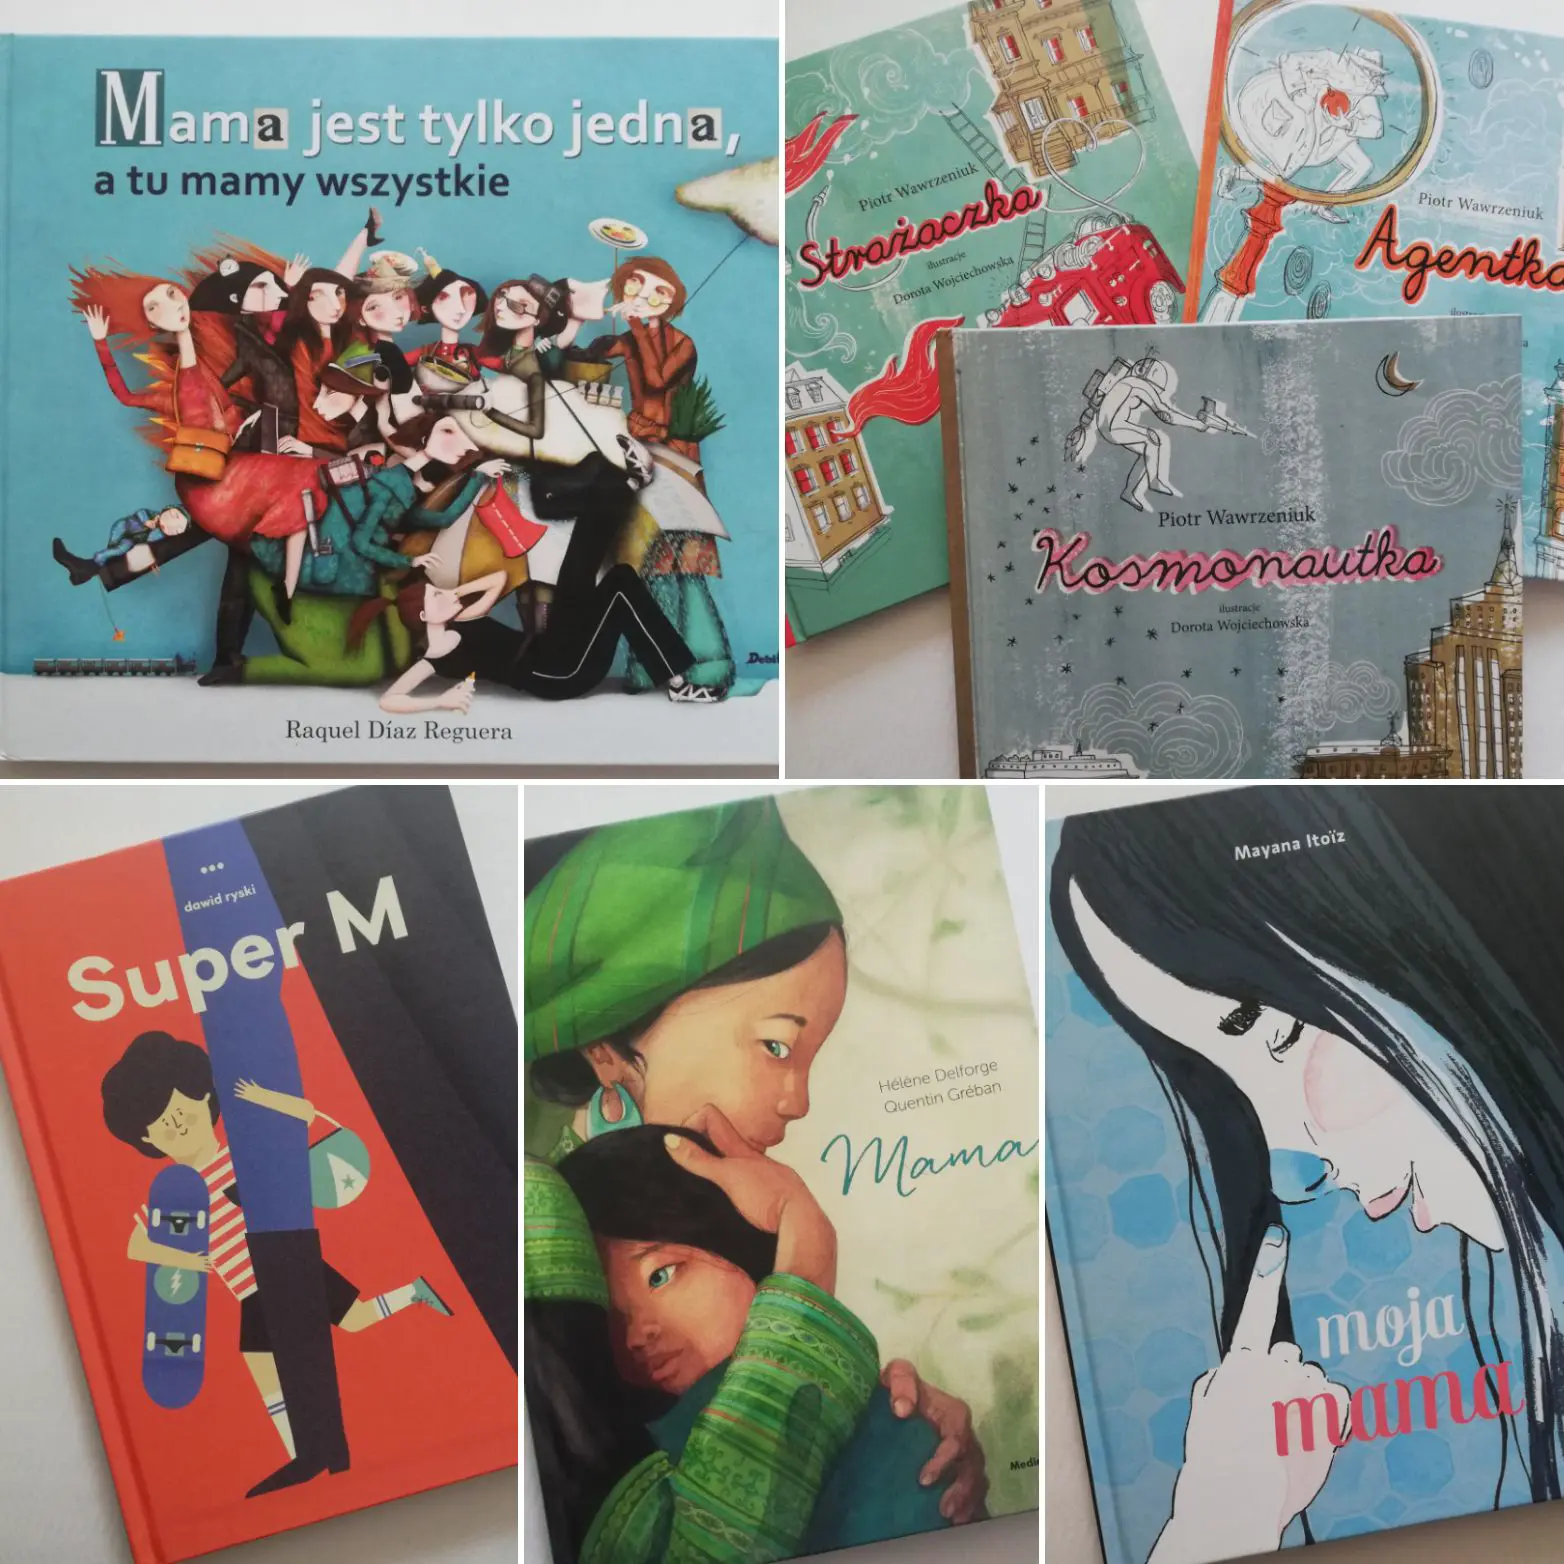 Mama jest tylko jedna,
a tu mamy wszystkie
Raquel Díaz Reguera
Piotr Wawrzeniuk
Strażaczka
ilustracje
Dorota Wojciechowska
Piotr Wawrzeniuk
Agentka
Piotr Wawrzeniuk
Kosmonautka
ilustracje
Dorota Wojciechowska
dawid ryski
Super M
Hélène Delforge
Quentin Gréban
Mama
Mayana Itoïz
moja
mama